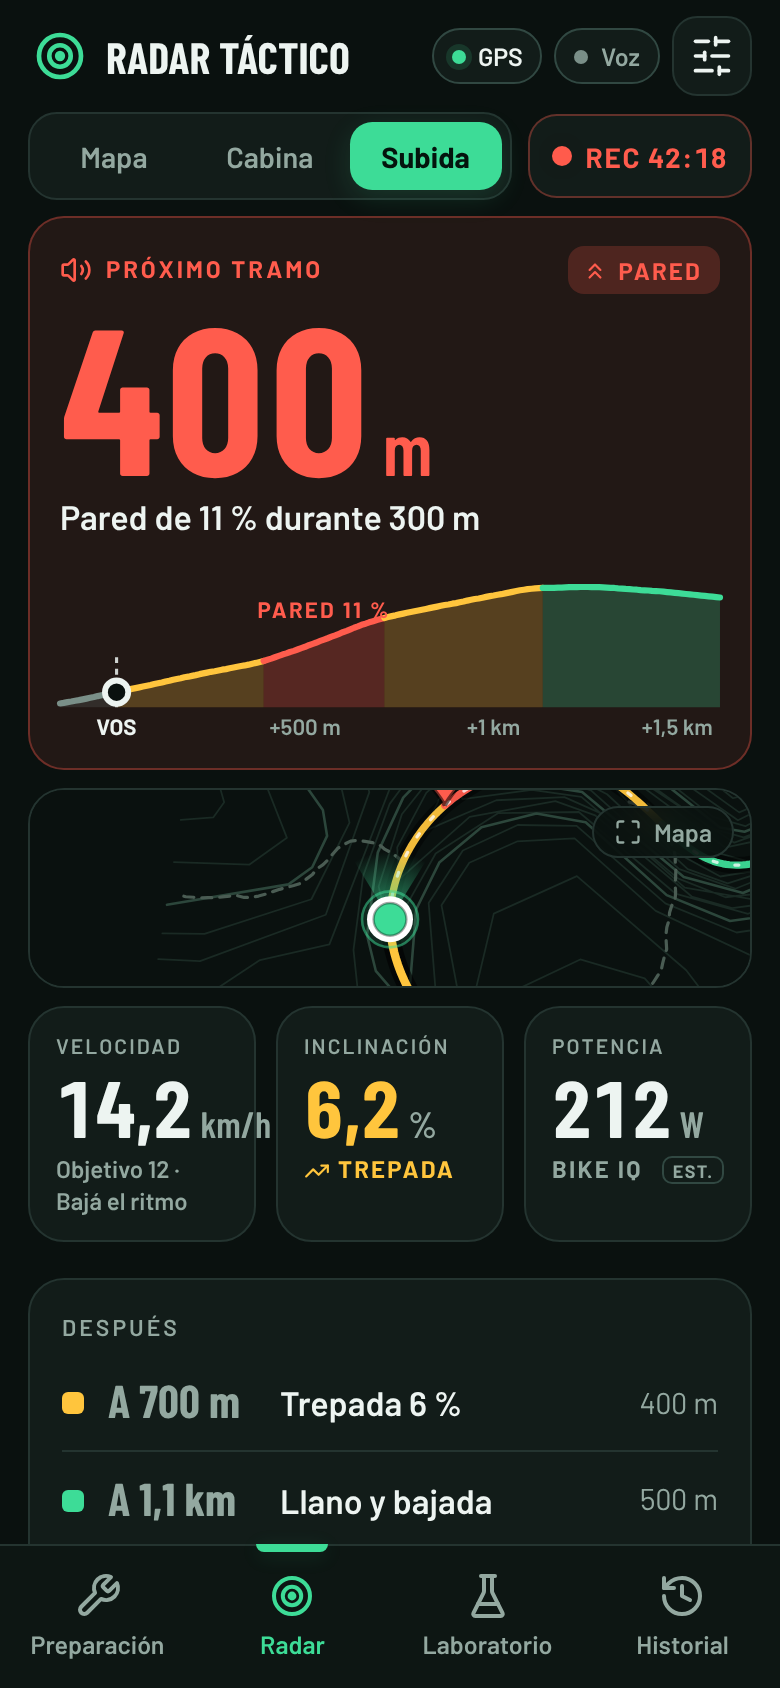 RADAR TÁCTICO
GPS
Voz
Mapa
Cabina
Subida
REC 42:18
PRÓXIMO TRAMO
PARED
400 m
Pared de 11 % durante 300 m
PARED 11 %
VOS
+500 m
+1 km
+1,5 km
Mapa
VELOCIDAD
14,2 km/h
Objetivo 12 ·
Bajá el ritmo
INCLINACIÓN
6,2 %
TREPADA
POTENCIA
212 W
BIKE IQ EST.
DESPUÉS
A 700 m Trepada 6 % 400 m
A 1,1 km Llano y bajada 500 m
Preparación
Radar
Laboratorio
Historial